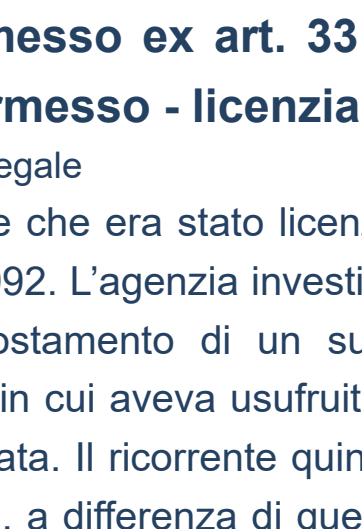 nesso ex art. 33
rmesso - licenzia
egale
e che era stato licenz
992. L’agenzia investi
ostamento di un su
in cui aveva usufruit
ata. Il ricorrente quin
, a differenza di que